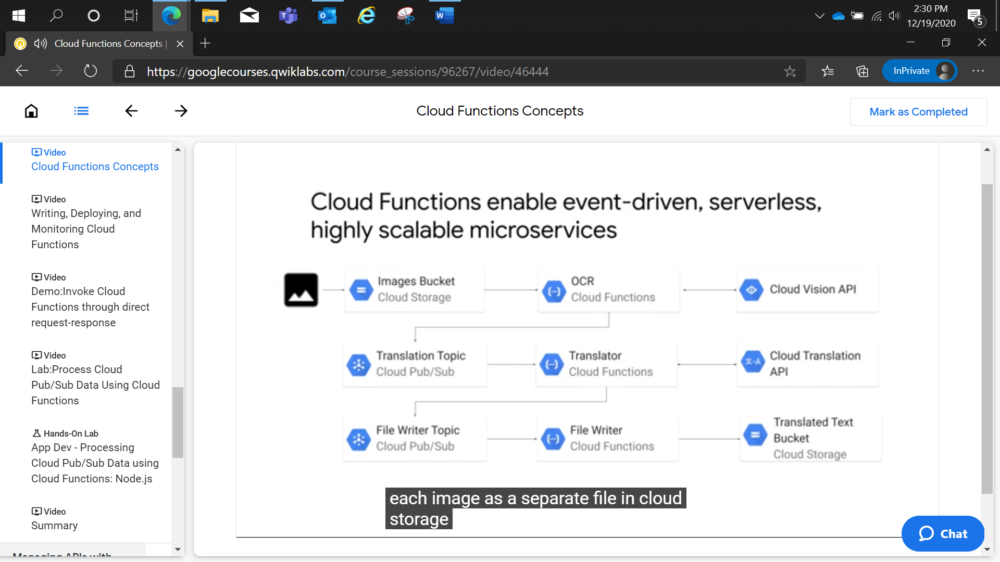 2:30 PM
12/19/2020
5
Cloud Functions Concepts |
https://googlecourses.qwiklabs.com/course_sessions/96267/video/46444
InPrivate
Cloud Functions Concepts
Mark as Completed
Video
Cloud Functions Concepts
Video
Writing, Deploying, and
Monitoring Cloud
Functions
Video
Demo:Invoke Cloud
Functions through direct
request-response
Video
Lab:Process Cloud
Pub/Sub Data Using Cloud
Functions
Hands-On Lab
App Dev - Processing
Cloud Pub/Sub Data using
Cloud Functions: Node.js
Video
Summary
Managing APIs with
Cloud Functions enable event-driven, serverless,
highly scalable microservices
Images Bucket
Cloud Storage
OCR
Cloud Functions
Cloud Vision API
Translation Topic
Cloud Pub/Sub
Translator
Cloud Functions
文→A
Cloud Translation
API
File Writer Topic
Cloud Pub/Sub
File Writer
Cloud Functions
Translated Text
Bucket
Cloud Storage
each image as a separate file in cloud
storage
Chat